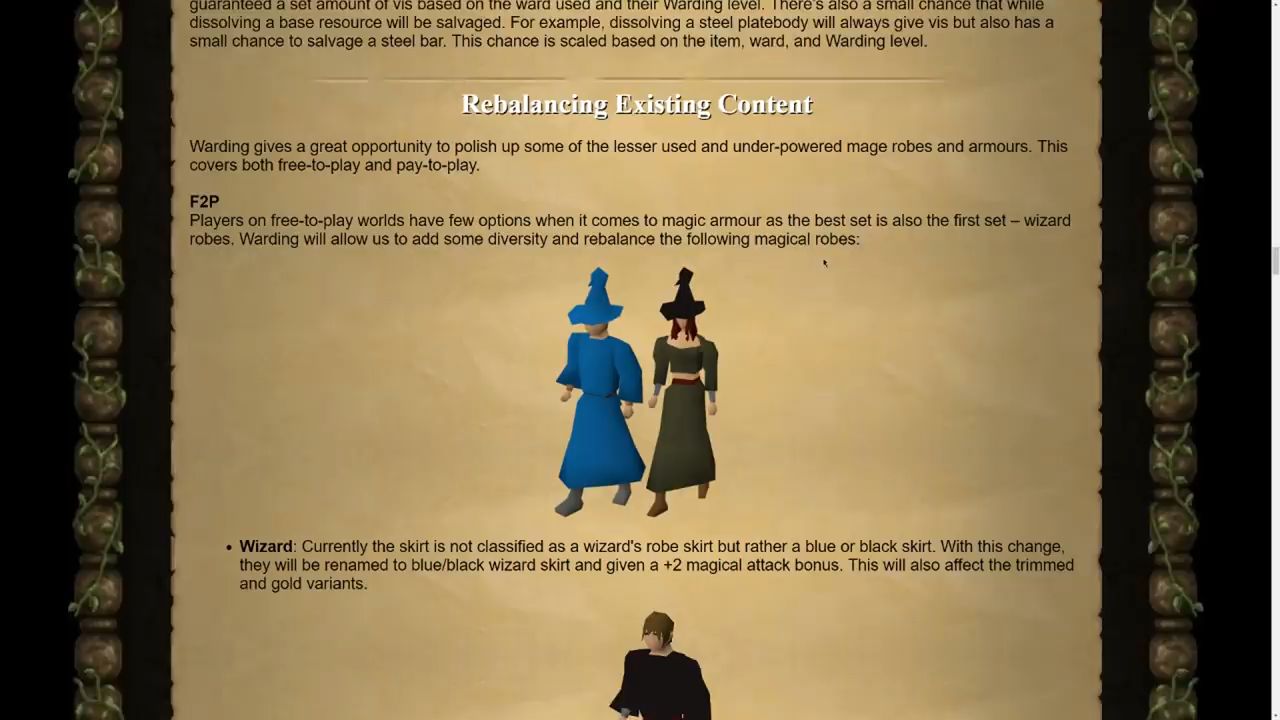 guaranteed a set amount of vis based on the ward used and their Warding level. There's also a small chance that while
dissolving a base resource will be salvaged. For example, dissolving a steel platebody will always give vis but also has a
small chance to salvage a steel bar. This chance is scaled based on the item, ward, and Warding level.
Rebalancing Existing Content
Warding gives a great opportunity to polish up some of the lesser used and under-powered mage robes and armours. This
covers both free-to-play and pay-to-play.
F2P
Players on free-to-play worlds have few options when it comes to magic armour as the best set is also the first set – wizard
robes. Warding will allow us to add some diversity and rebalance the following magical robes:
• Wizard: Currently the skirt is not classified as a wizard's robe skirt but rather a blue or black skirt. With this change,
they will be renamed to blue/black wizard skirt and given a +2 magical attack bonus. This will also affect the trimmed
and gold variants.